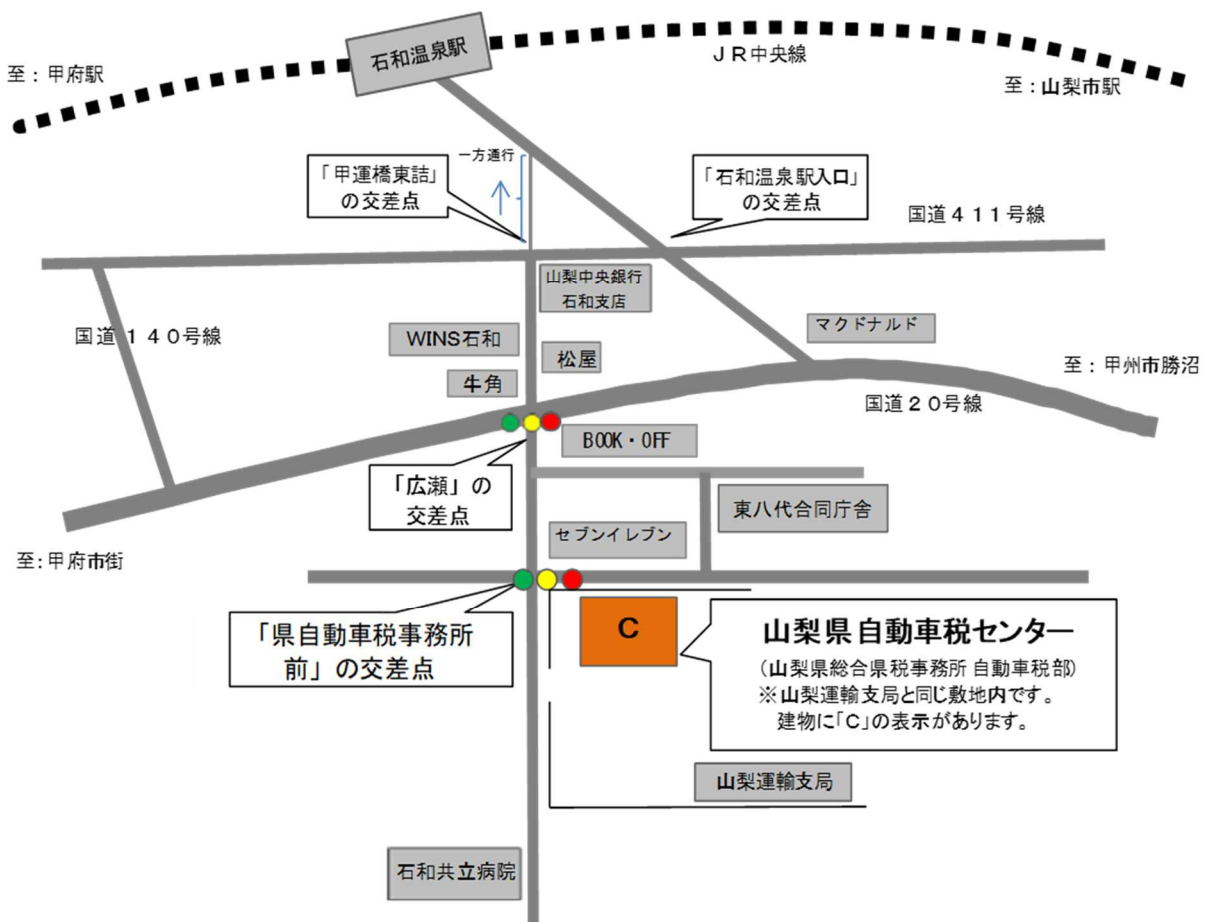 石和温泉駅
JR中央線
至：甲府駅
至：山梨市駅
一方通行
「甲運橋東詰」
の交差点
「石和温泉駅入口」
の交差点
国道４１１号線
山梨中央銀行
石和支店
国道１４０号線
WINS石和
松屋
マクドナルド
牛角
至：甲州市勝沼
国道２０号線
BOOK・OFF
「広瀬」の
交差点
東八代合同庁舎
セブンイレブン
至：甲府市街
「県自動車税事務所
前」の交差点
C
山梨県自動車税センター
（山梨県総合県税事務所 自動車税部）
※山梨運輸支局と同じ敷地内です。
建物に「C」の表示があります。
山梨運輸支局
石和共立病院